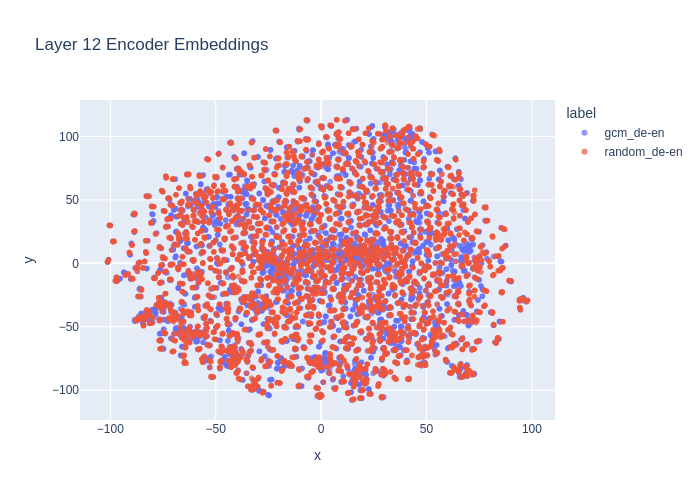 Layer 12 Encoder Embeddings
label
gcm_de-en
random_de-en
y
100
50
0
−50
−100
−100
−50
0
50
100
x